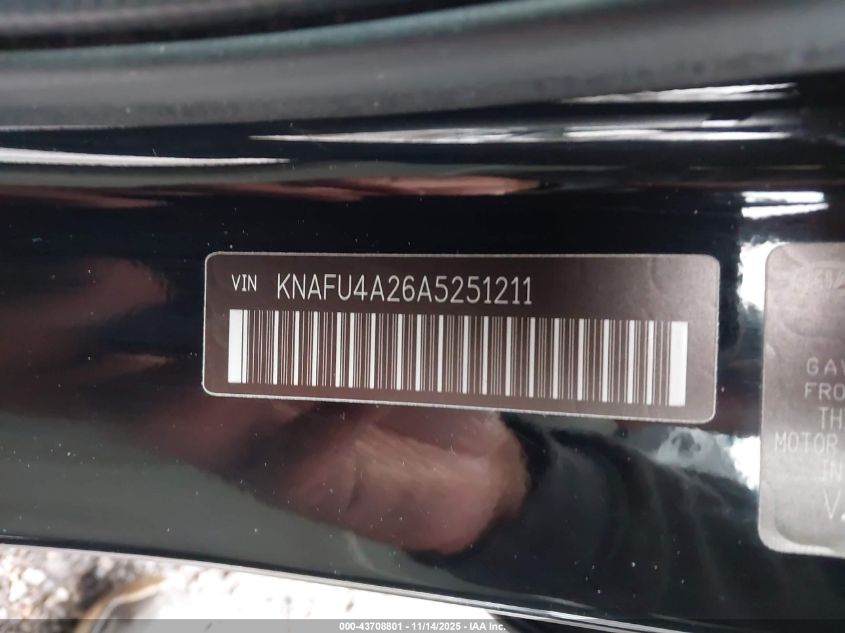 VIN KNAFU4A26A5251211
GAV
FRO
TH
MOTOR
IN
V
000-43708801 - 11/14/2025 - IAA Inc.